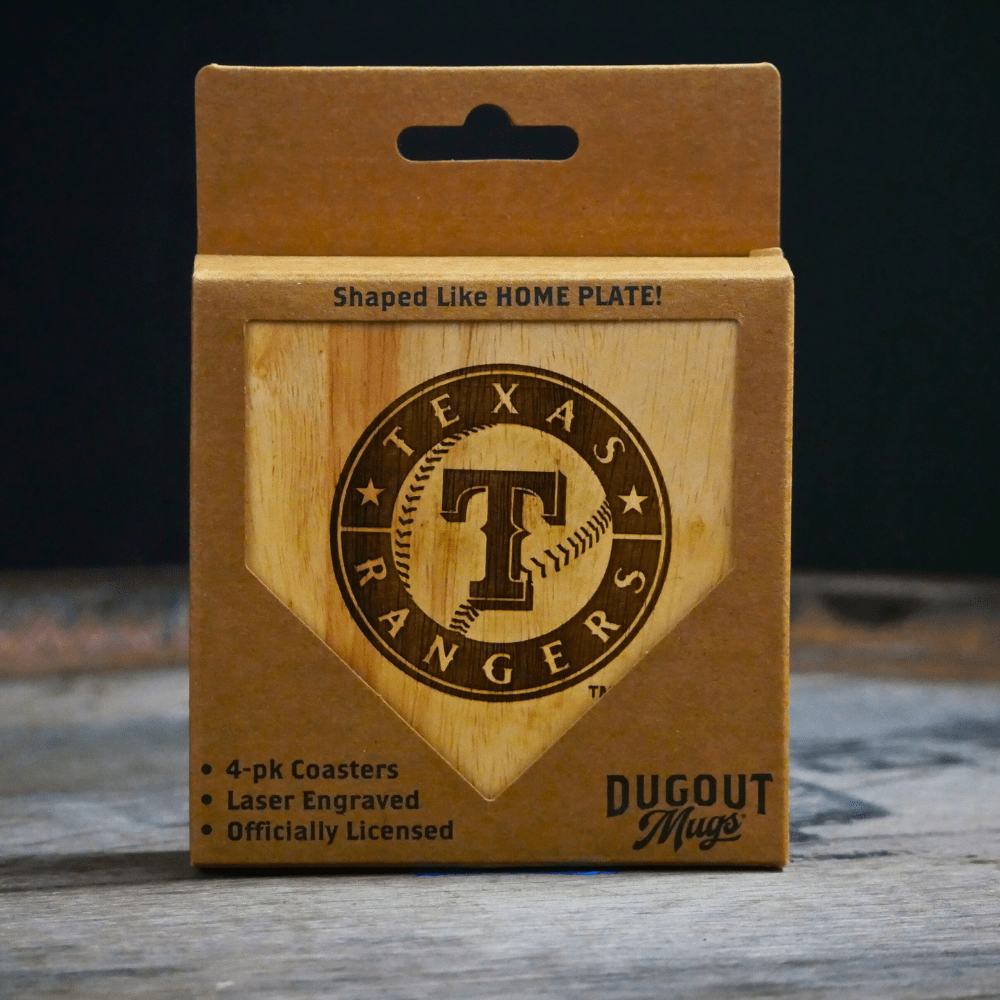 Shaped Like HOME PLATE!
TEXAS
T
RANGERS
TM
• 4-pk Coasters
• Laser Engraved
• Officially Licensed
DUGOUT
Mugs®